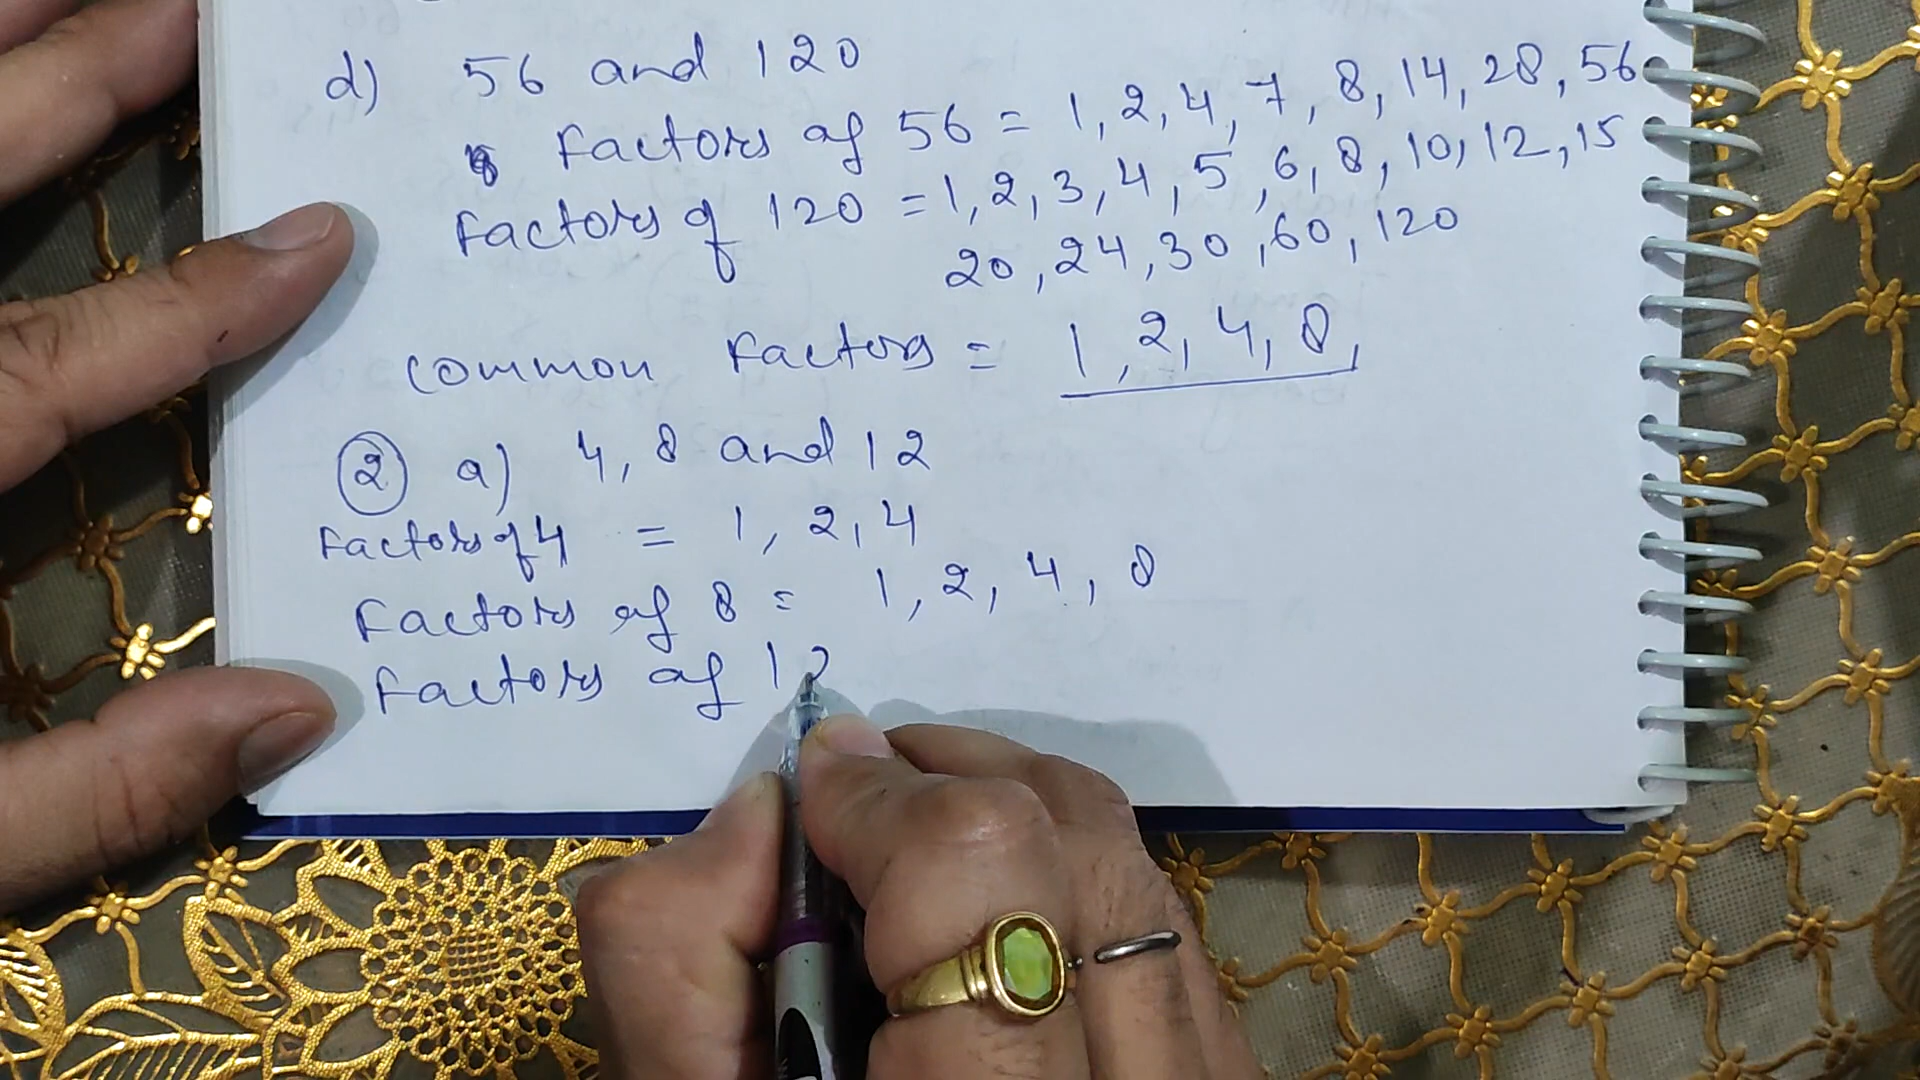 d) 56 and 120
Factors of 56 = 1, 2, 4, 7, 8, 14, 28, 56
Factors of 120 = 1, 2, 3, 4, 5, 6, 8, 10, 12, 15
20, 24, 30, 60, 120
common Factors = 1, 2, 4, 8,
2 a) 4, 8 and 12
Factors of 4 = 1, 2, 4
Factors of 8 = 1, 2, 4, 8
Factors of 12